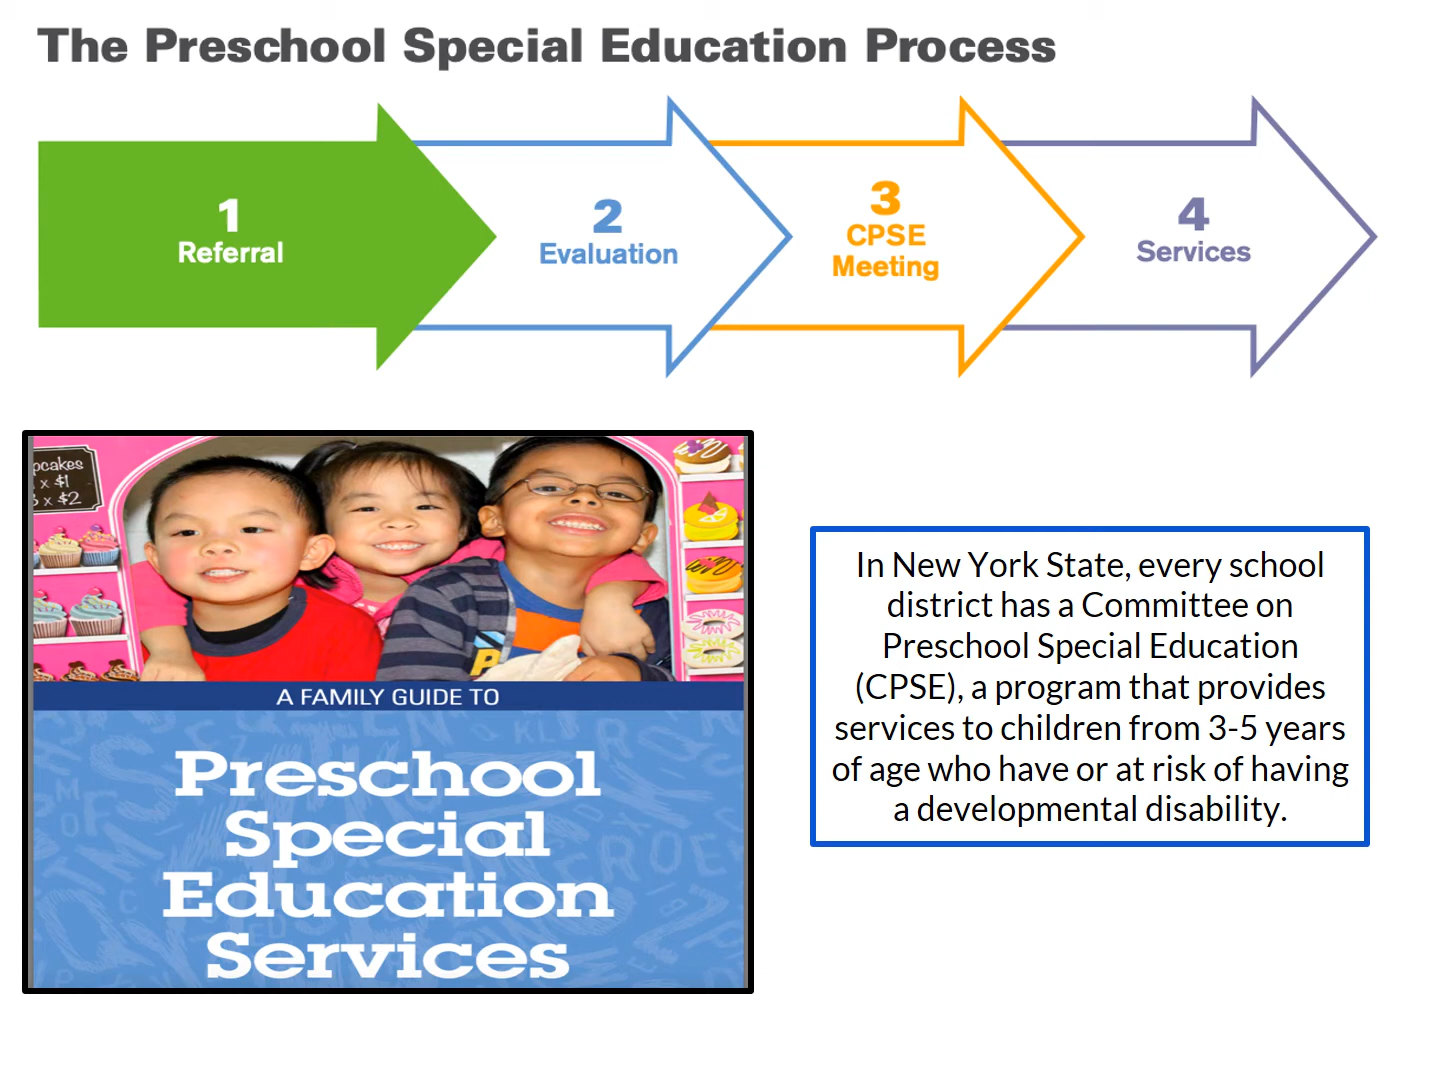 The Preschool Special Education Process
1
Referral
2
Evaluation
3
CPSE
Meeting
4
Services
pcakes
x $1
x $2
A FAMILY GUIDE TO
Preschool
Special
Education
Services
In New York State, every school
district has a Committee on
Preschool Special Education
(CPSE), a program that provides
services to children from 3-5 years
of age who have or at risk of having
a developmental disability.